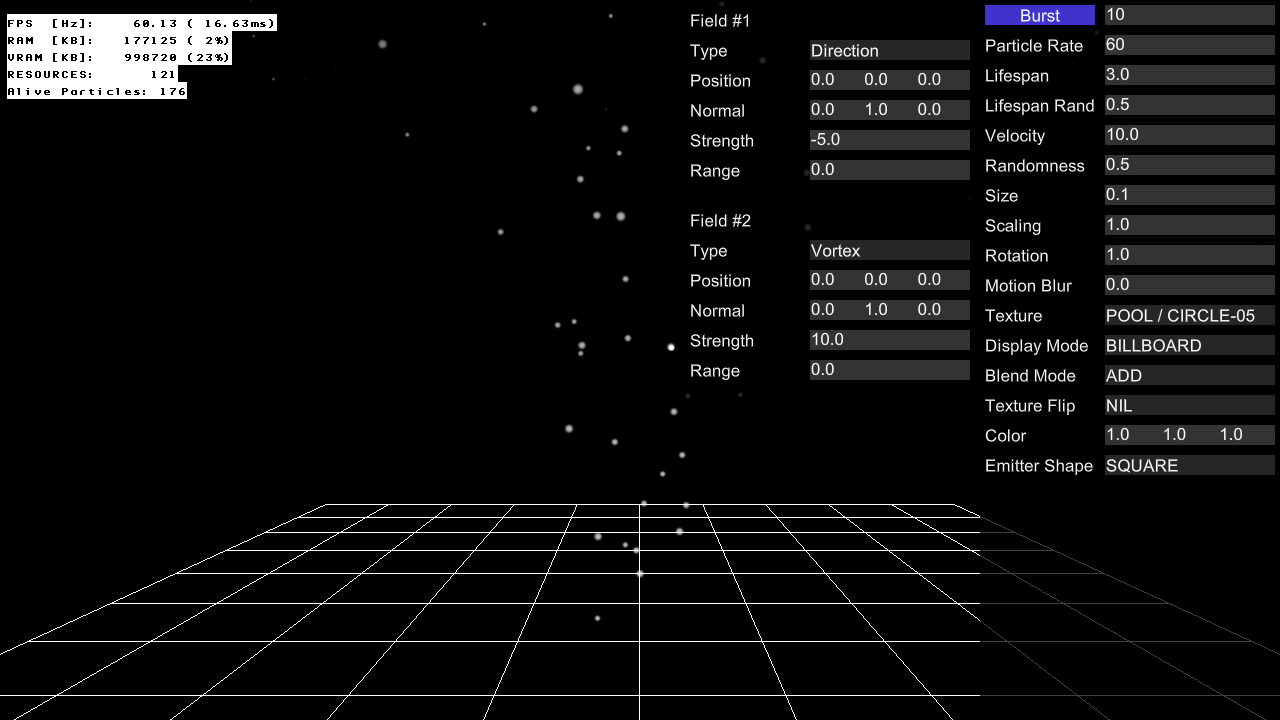 FPS [Hz]: 60.13 ( 16.63ms)
RAM [KB]: 177125 ( 2%)
VRAM [KB]: 998720 (23%)
RESOURCES: 121
Alive Particles: 176
Field #1
Type Direction
Position 0.0 0.0 0.0
Normal 0.0 1.0 0.0
Strength -5.0
Range 0.0
Field #2
Type Vortex
Position 0.0 0.0 0.0
Normal 0.0 1.0 0.0
Strength 10.0
Range 0.0
Burst 10
Particle Rate 60
Lifespan 3.0
Lifespan Rand 0.5
Velocity 10.0
Randomness 0.5
Size 0.1
Scaling 1.0
Rotation 1.0
Motion Blur 0.0
Texture POOL / CIRCLE-05
Display Mode BILLBOARD
Blend Mode ADD
Texture Flip NIL
Color 1.0 1.0 1.0
Emitter Shape SQUARE